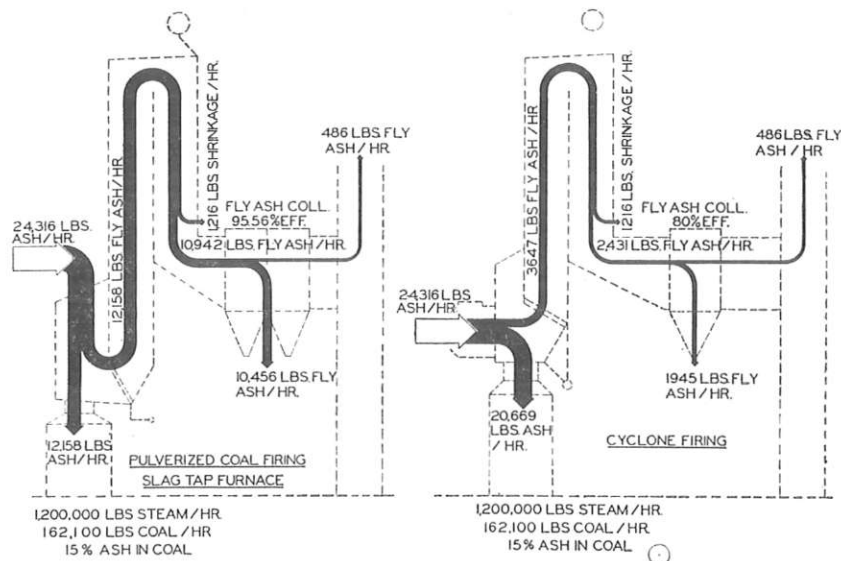 24,316 LBS.
ASH/HR.
12,158 LBS FLY ASH/HR.
1,216 LBS SHRINKAGE/HR.
486 LBS. FLY
ASH/HR.
FLY ASH COLL.
95.56% EFF.
10,942 LBS. FLY ASH/HR.
10,456 LBS. FLY
ASH/HR.
12,158 LBS
ASH/HR.
PULVERIZED COAL FIRING
SLAG TAP FURNACE
1,200,000 LBS STEAM/HR.
162,100 LBS COAL/HR
15% ASH IN COAL
24,316 LBS.
ASH/HR.
3647 LBS FLY ASH/HR
1216 LBS. SHRINKAGE/HR.
486 LBS. FLY
ASH/HR
FLY ASH COLL.
80% EFF.
2,431 LBS. FLY ASH/HR.
1945 LBS. FLY
ASH/HR.
20,669
LBS. ASH
/HR.
CYCLONE FIRING
1,200,000 LBS STEAM/HR.
162,100 LBS COAL/HR
15% ASH IN COAL